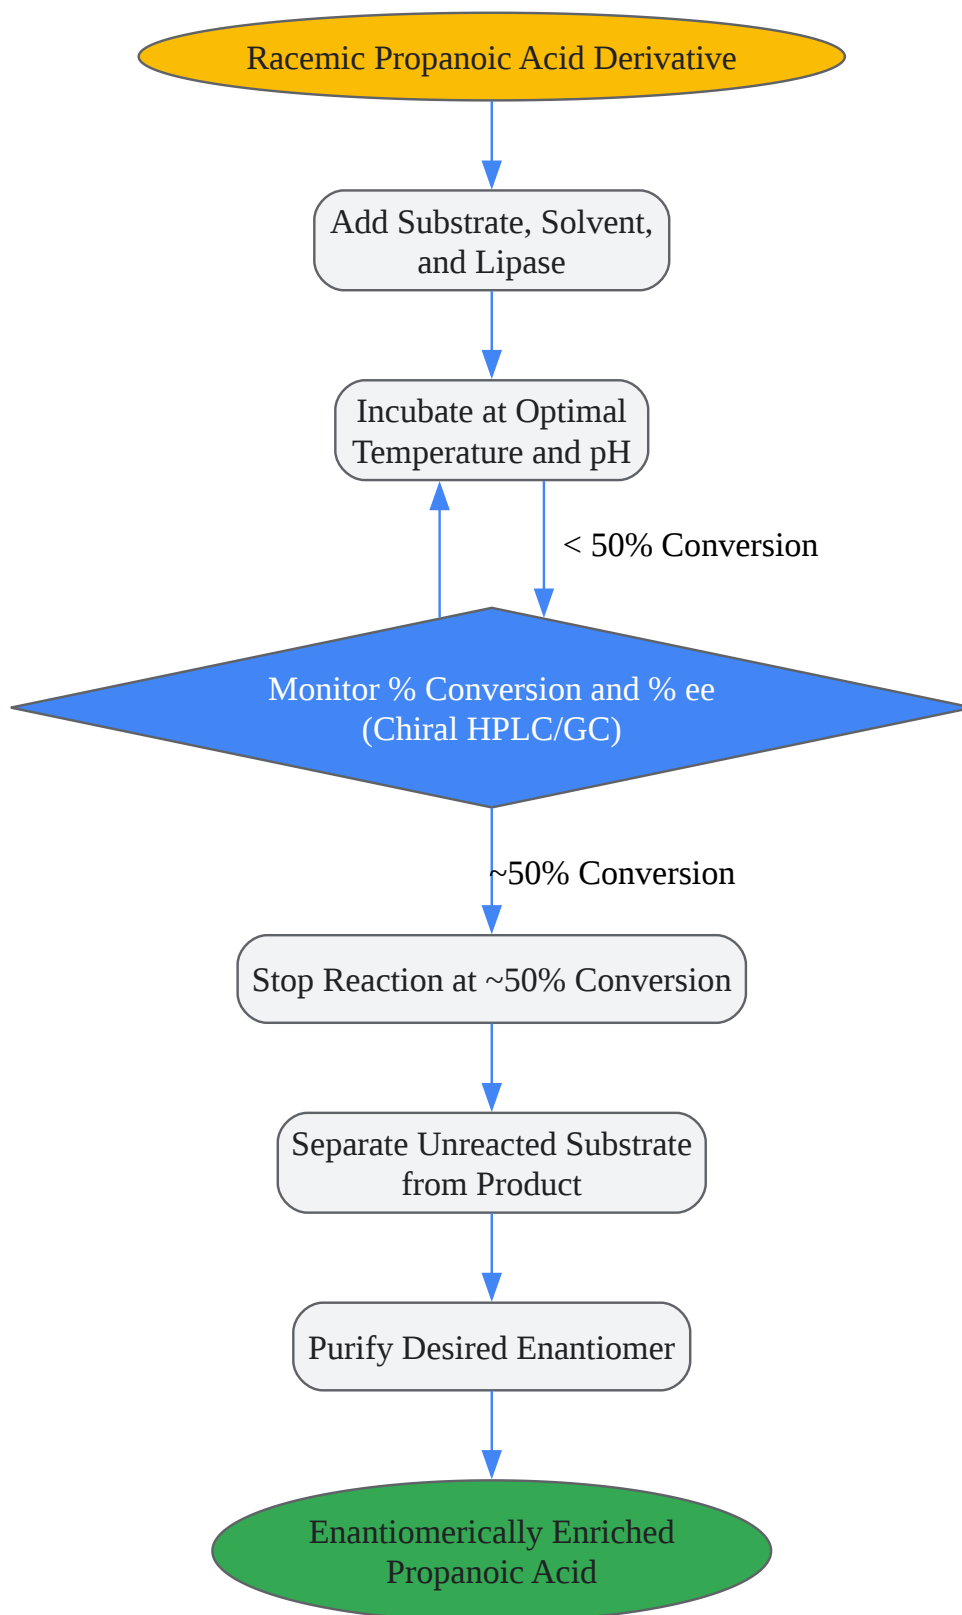 Racemic Propanoic Acid Derivative
Add Substrate, Solvent,
and Lipase
Incubate at Optimal
Temperature and pH
< 50% Conversion
Monitor % Conversion and % ee
(Chiral HPLC/GC)
~50% Conversion
Stop Reaction at ~50% Conversion
Separate Unreacted Substrate
from Product
Purify Desired Enantiomer
Enantiomerically Enriched
Propanoic Acid